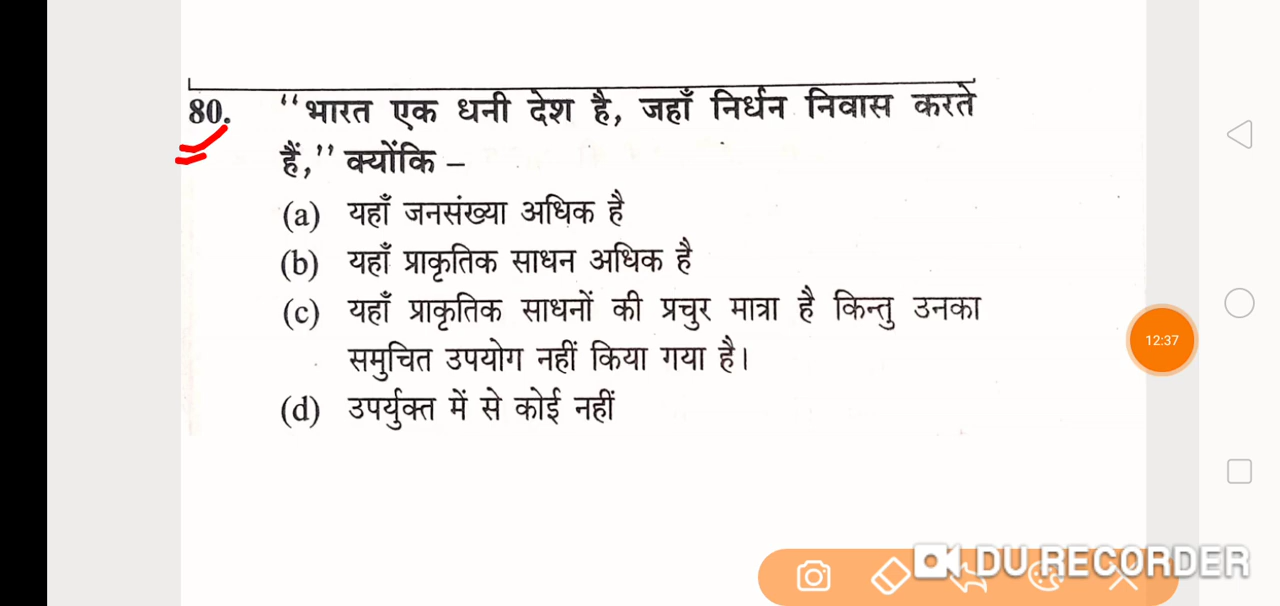 80. “भारत एक धनी देश है, जहाँ निर्धन निवास करते
हैं,” क्योंकि –
(a) यहाँ जनसंख्या अधिक है
(b) यहाँ प्राकृतिक साधन अधिक है
(c) यहाँ प्राकृतिक साधनों की प्रचुर मात्रा है किन्तु उनका
समुचित उपयोग नहीं किया गया है।
(d) उपर्युक्त में से कोई नहीं
12:37
DU RECORDER